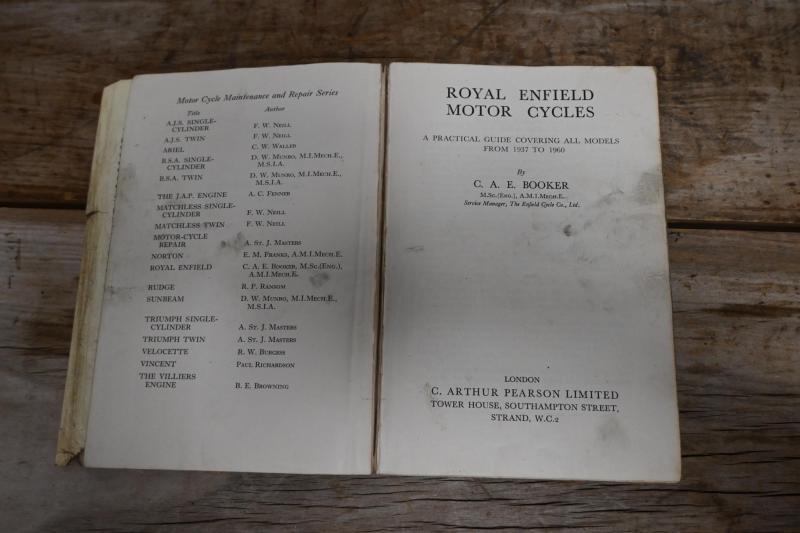 Motor Cycle Maintenance and Repair Series
Title Author
A.J.S. SINGLE-
CYLINDER F. W. NEILL
A.J.S. TWIN F. W. NEILL
ARIEL C. W. WALLER
B.S.A. SINGLE- D. W. MUNRO, M.I.MECH.E.,
CYLINDER M.S.I.A.
B.S.A. TWIN D. W. MUNRO, M.I.MECH.E.,
M.S.I.A.
THE J.A.P. ENGINE A. C. FENNER
MATCHLESS SINGLE-
CYLINDER F. W. NEILL
MATCHLESS TWIN F. W. NEILL
MOTOR-CYCLE
REPAIR A. ST. J. MASTERS
NORTON E. M. FRANKS, A.M.I.MECH.E.
ROYAL ENFIELD C. A. E. BOOKER, M.SC.(ENG.),
A.M.I.MECH.E.
RUDGE R. P. RANSOM
SUNBEAM D. W. MUNRO, M.I.MECH.E.,
M.S.I.A.
TRIUMPH SINGLE-
CYLINDER A. ST. J. MASTERS
TRIUMPH TWIN A. ST. J. MASTERS
VELOCETTE R. W. BURGESS
VINCENT PAUL RICHARDSON
THE VILLIERS
ENGINE B. E. BROWNING
ROYAL ENFIELD
MOTOR CYCLES
A PRACTICAL GUIDE COVERING ALL MODELS
FROM 1937 TO 1960
By
C. A. E. BOOKER
M.SC.(ENG.), A.M.I.MECH.E.
Service Manager, The Enfield Cycle Co., Ltd.
LONDON
C. ARTHUR PEARSON LIMITED
TOWER HOUSE, SOUTHAMPTON STREET,
STRAND, W.C.2